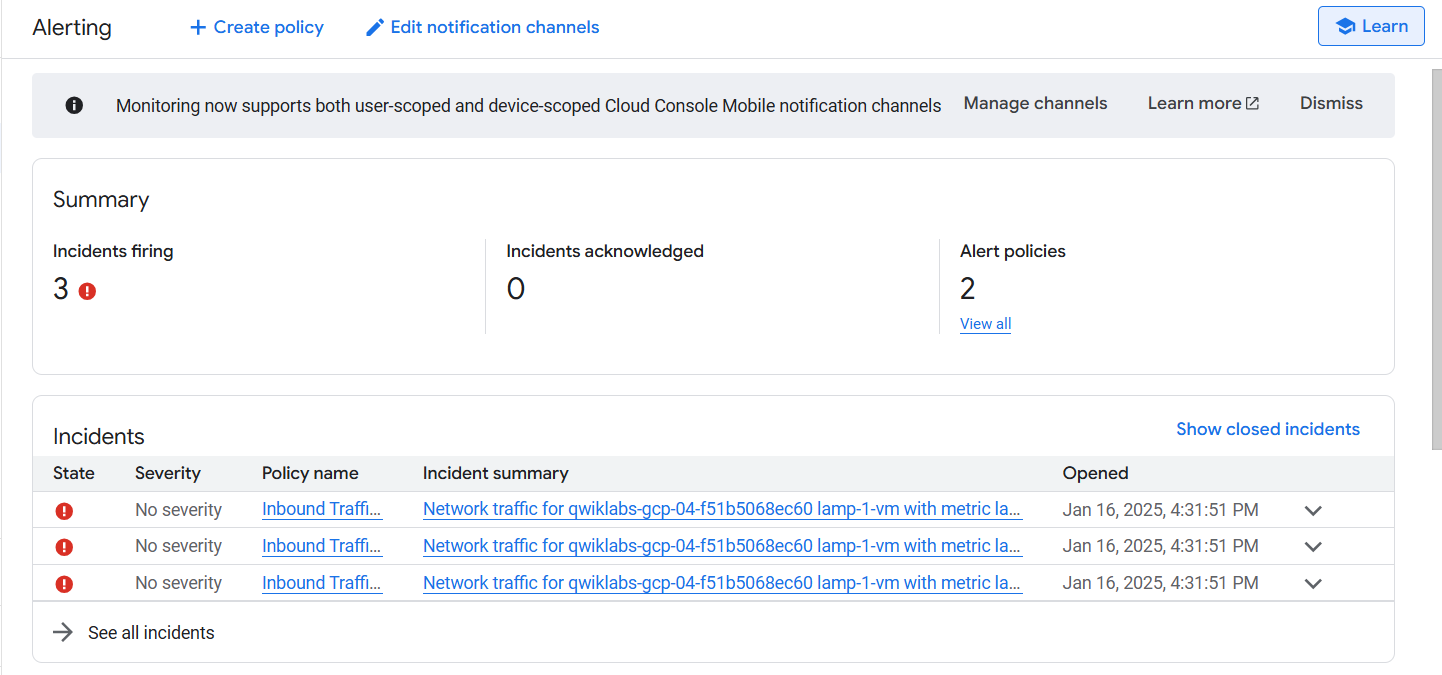 Alerting
Create policy
Edit notification channels
Learn
Monitoring now supports both user-scoped and device-scoped Cloud Console Mobile notification channels
Manage channels
Learn more
Dismiss
Summary
Incidents firing
3
Incidents acknowledged
0
Alert policies
2
View all
Incidents
Show closed incidents
State Severity Policy name Incident summary Opened
No severity Inbound Traffi... Network traffic for qwiklabs-gcp-04-f51b5068ec60 lamp-1-vm with metric la... Jan 16, 2025, 4:31:51 PM
No severity Inbound Traffi... Network traffic for qwiklabs-gcp-04-f51b5068ec60 lamp-1-vm with metric la... Jan 16, 2025, 4:31:51 PM
No severity Inbound Traffi... Network traffic for qwiklabs-gcp-04-f51b5068ec60 lamp-1-vm with metric la... Jan 16, 2025, 4:31:51 PM
See all incidents